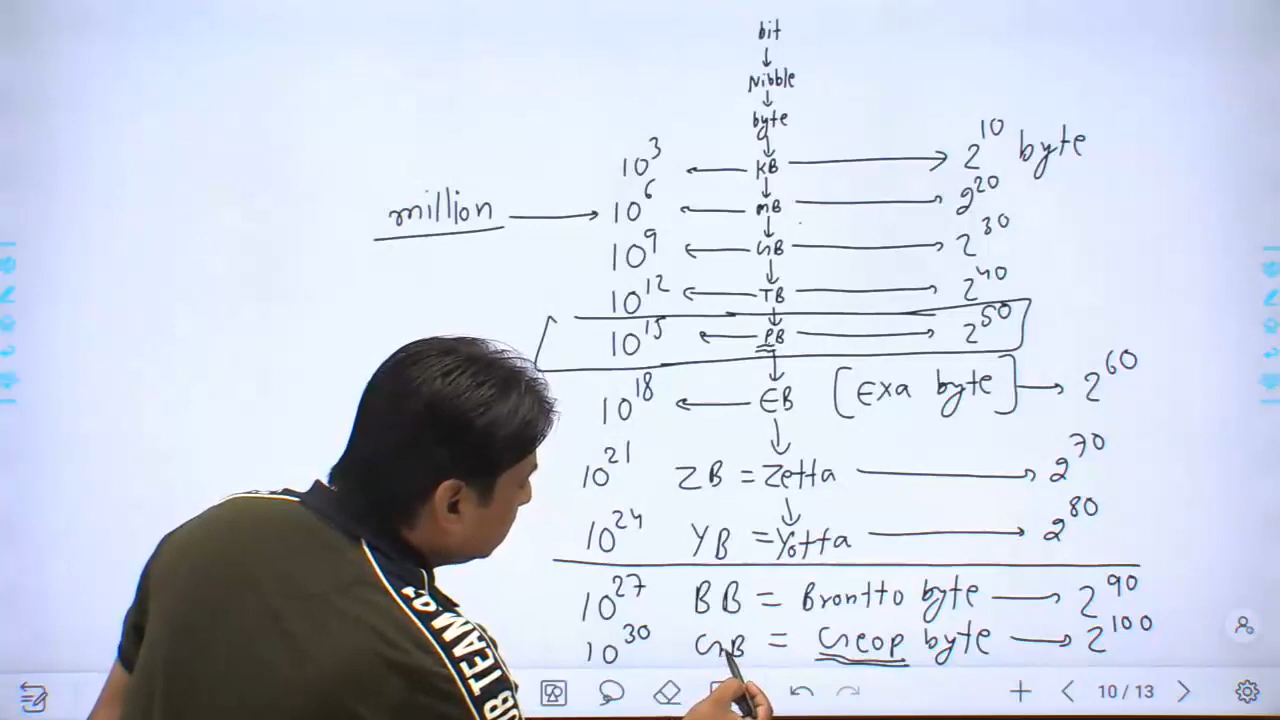 bit
Nibble
byte
10³ KB 2¹⁰ byte
million 10⁶ MB 2²⁰
10⁹ GB 2³⁰
10¹² TB 2⁴⁰
10¹⁵ PB 2⁵⁰
10¹⁸ EB [Exa byte] 2⁶⁰
10²¹ ZB = Zetta 2⁷⁰
10²⁴ YB = Yotta 2⁸⁰
10²⁷ BB = Brontto byte 2⁹⁰
10³⁰ GB = Geop byte 2¹⁰⁰
UB TEAM
10 / 13